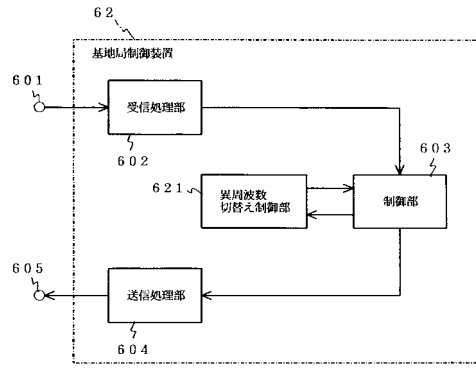 62
基地局制御装置
601
受信処理部
602
603
621
異周波数
切替え制御部
制御部
605
送信処理部
604